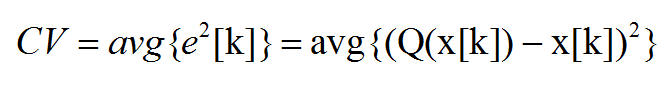 CV = avg{e²[k]} = avg{(Q(x[k]) − x[k])²}